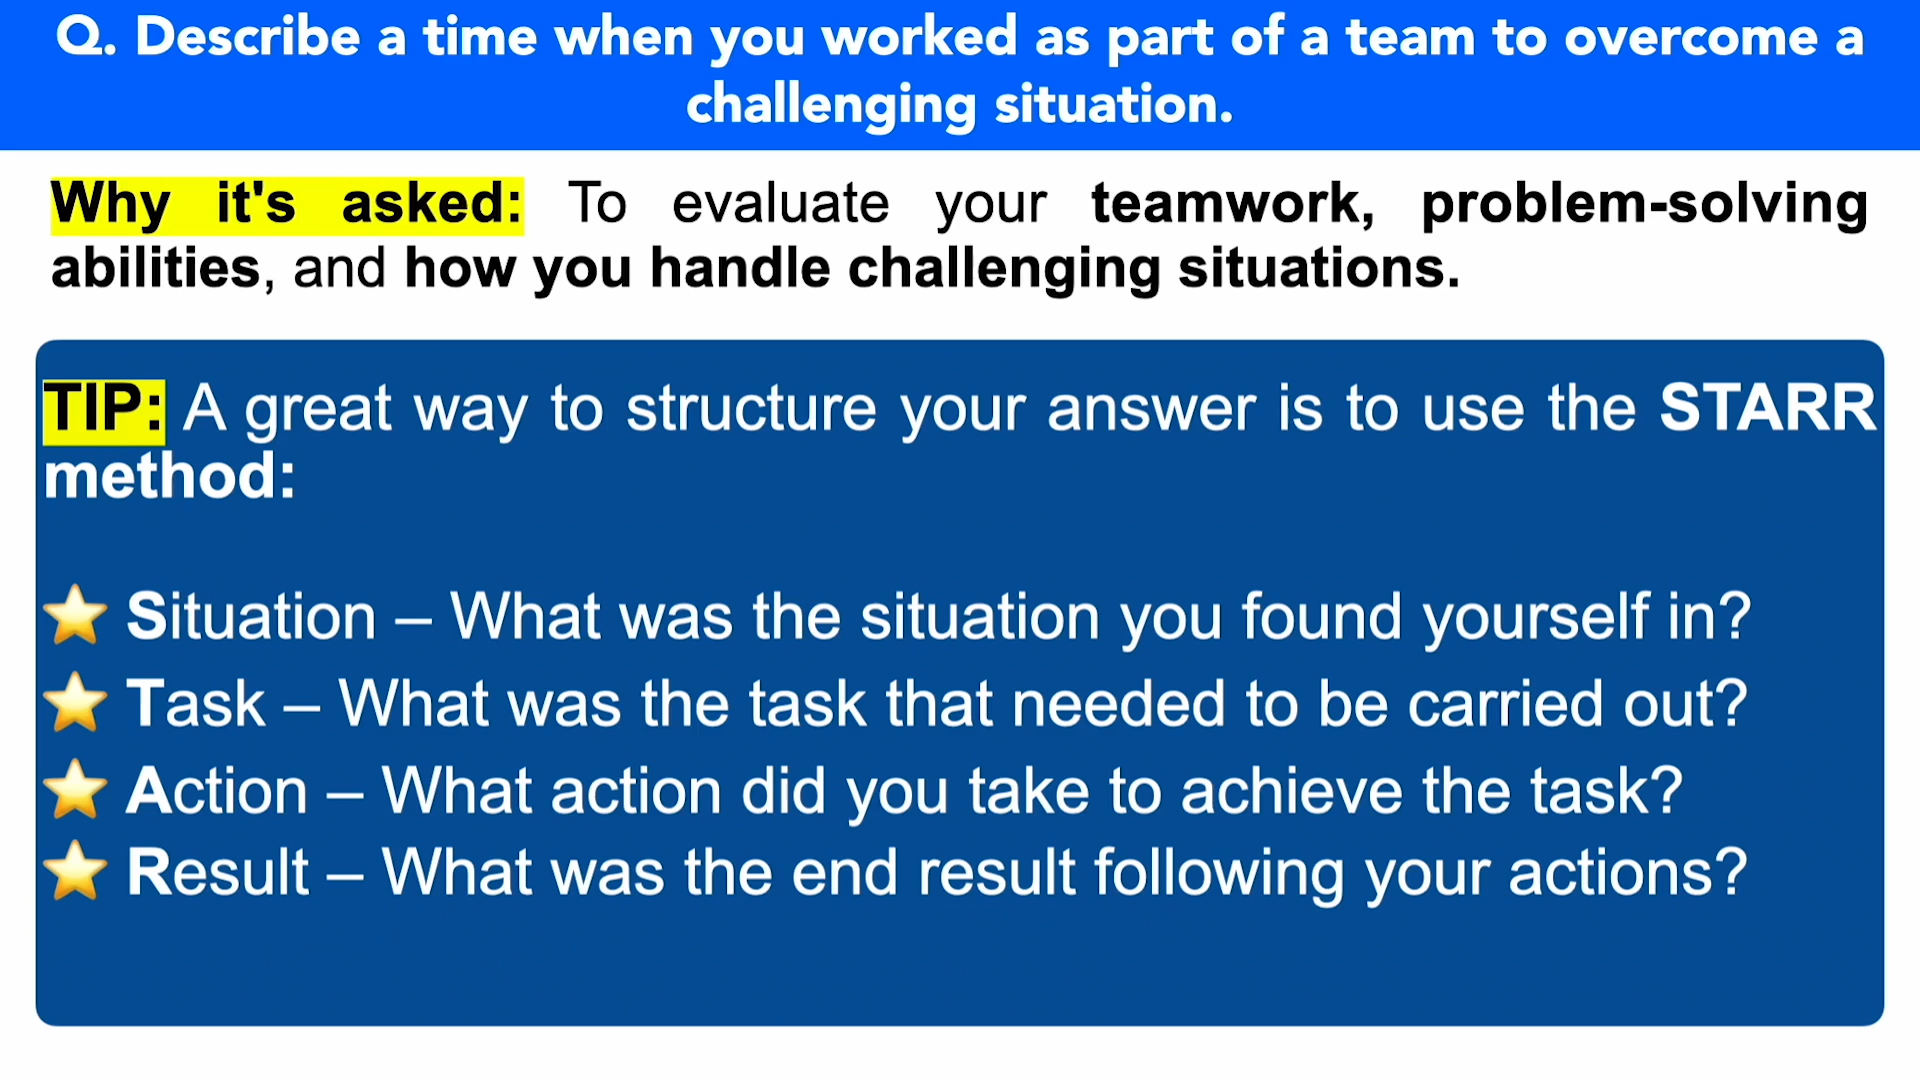 Q. Describe a time when you worked as part of a team to overcome a
challenging situation.
Why it's asked: To evaluate your teamwork, problem-solving
abilities, and how you handle challenging situations.
TIP: A great way to structure your answer is to use the STARR
method:
Situation – What was the situation you found yourself in?
Task – What was the task that needed to be carried out?
Action – What action did you take to achieve the task?
Result – What was the end result following your actions?